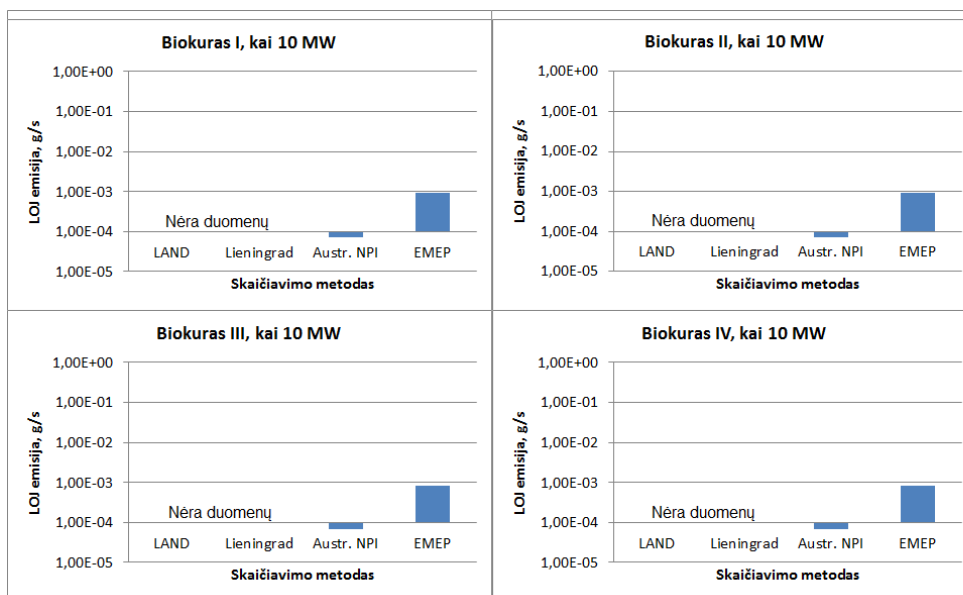 Biokuras I, kai 10 MW
LOJ emisija, g/s
1,00E+00
1,00E-01
1,00E-02
1,00E-03
1,00E-04
1,00E-05
Nėra duomenų
LAND Lieningrad Austr. NPI EMEP
Skaičiavimo metodas
Biokuras II, kai 10 MW
LOJ emisija, g/s
1,00E+00
1,00E-01
1,00E-02
1,00E-03
1,00E-04
1,00E-05
Nėra duomenų
LAND Lieningrad Austr. NPI EMEP
Skaičiavimo metodas
Biokuras III, kai 10 MW
LOJ emisija, g/s
1,00E+00
1,00E-01
1,00E-02
1,00E-03
1,00E-04
1,00E-05
Nėra duomenų
LAND Lieningrad Austr. NPI EMEP
Skaičiavimo metodas
Biokuras IV, kai 10 MW
LOJ emisija, g/s
1,00E+00
1,00E-01
1,00E-02
1,00E-03
1,00E-04
1,00E-05
Nėra duomenų
LAND Lieningrad Austr. NPI EMEP
Skaičiavimo metodas